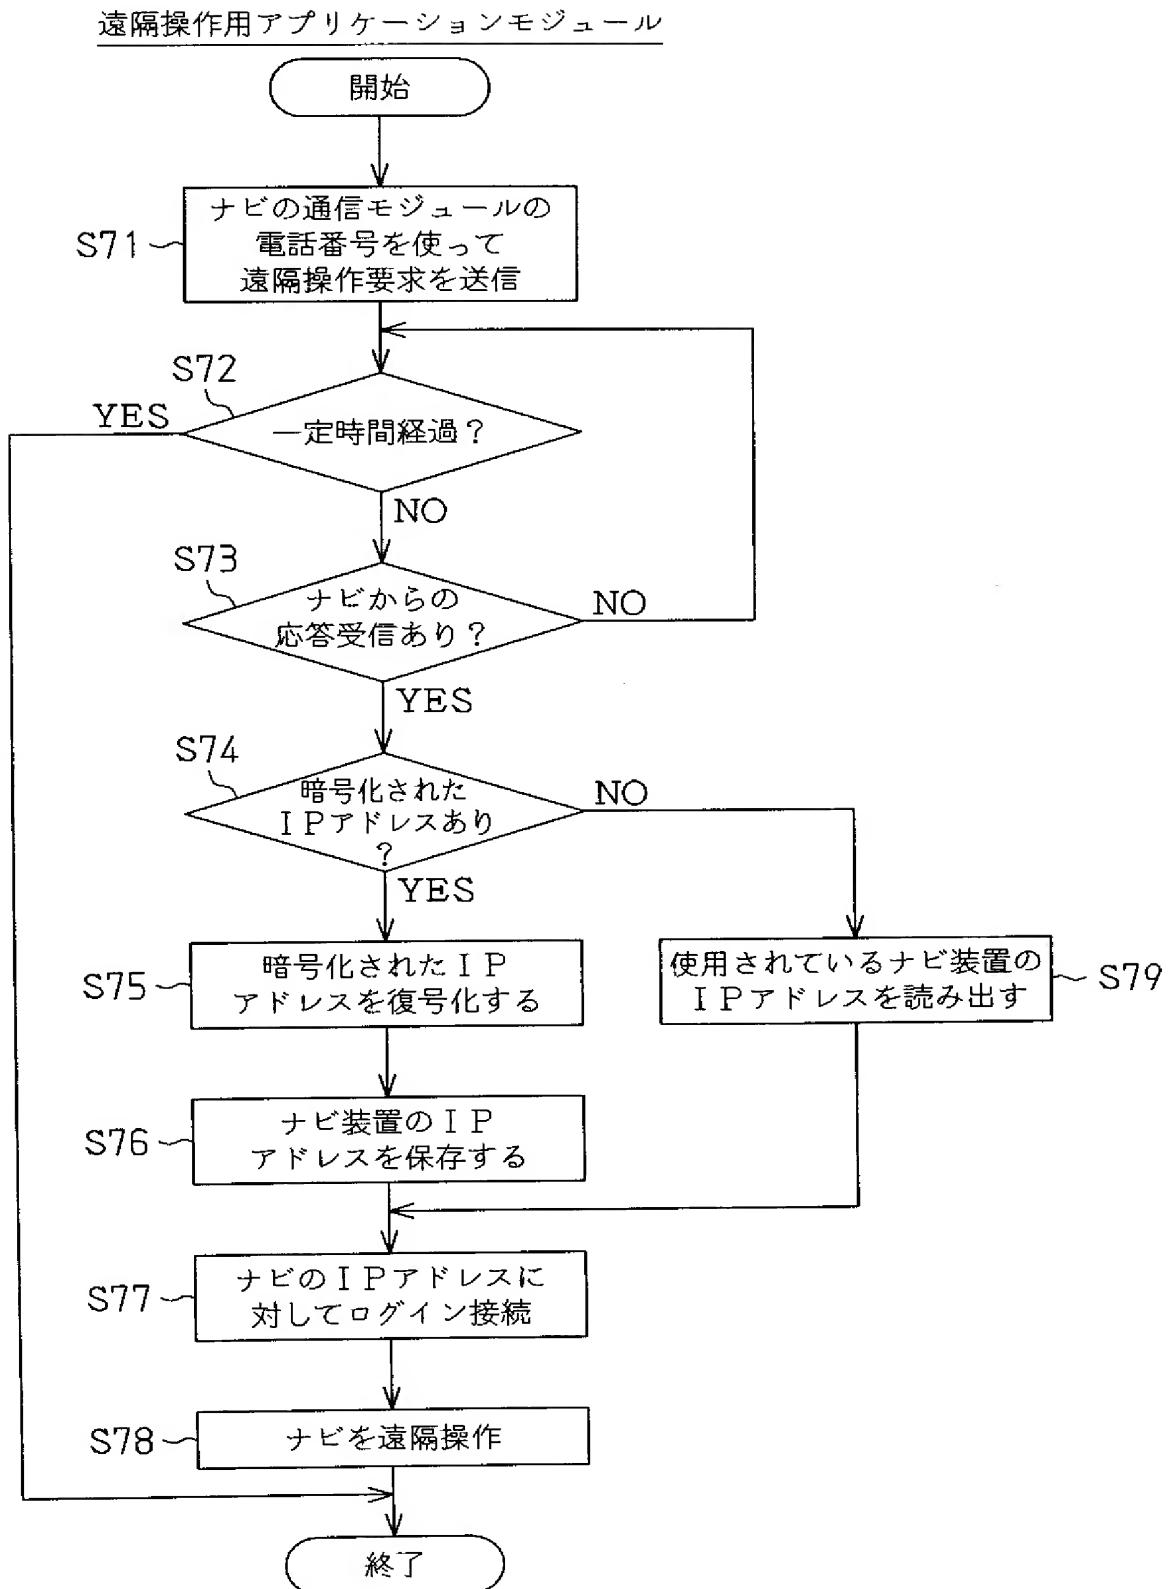 遠隔操作用アプリケーションモジュール
開始
S71
ナビの通信モジュールの
電話番号を使って
遠隔操作要求を送信
S72
YES
一定時間経過？
NO
S73
ナビからの
応答受信あり？
NO
YES
S74
暗号化された
ＩＰアドレスあり
？
NO
YES
S75
暗号化されたＩＰ
アドレスを復号化する
使用されているナビ装置の
ＩＰアドレスを読み出す
S79
S76
ナビ装置のＩＰ
アドレスを保存する
S77
ナビのＩＰアドレスに
対してログイン接続
S78
ナビを遠隔操作
終了